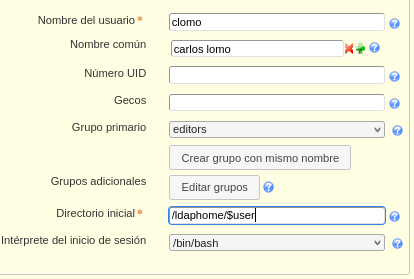 Nombre del usuario* clomo
Nombre común carlos lomo
Número UID
Gecos
Grupo primario editors
Crear grupo con mismo nombre
Grupos adicionales Editar grupos
Directorio inicial* /ldaphome/$user
Intérprete del inicio de sesión /bin/bash